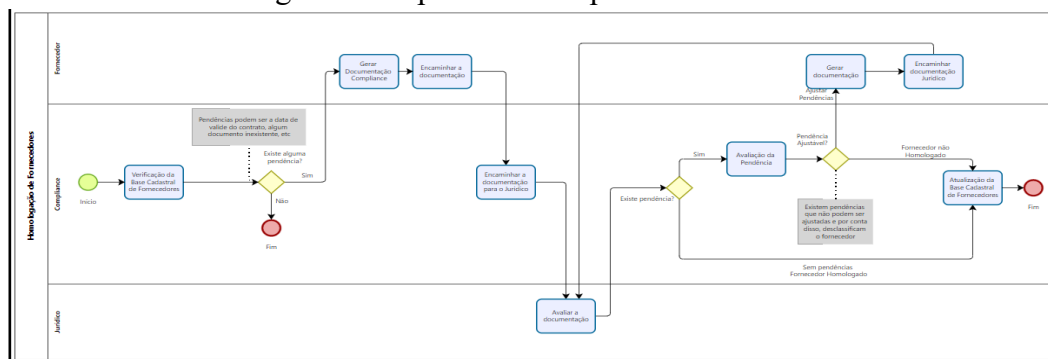 Homologação de Fornecedores
Fornecedor
Gerar
Documentação
Compliance
Encaminhar a
documentação
Gerar
documentação
Encaminhar
documentação
Jurídico
Ajustar
Pendências
Compliance
Pendências podem ser a data de
valide do contrato, algum
documento inexistente, etc
Existe alguma
pendência?
Sim
Não
Início
Verificação da
Base Cadastral
de Fornecedores
Fim
Encaminhar a
documentação
para o Jurídico
Existe pendência?
Sim
Avaliação da
Pendência
Pendência
Ajustável?
Fornecedor não
Homologado
Atualização da
Base Cadastral
de Fornecedores
Fim
Existem pendências
que não podem ser
ajustadas e por conta
disso, desclassificam
o fornecedor
Sem pendências
Fornecedor Homologado
Jurídico
Avaliar a
documentação